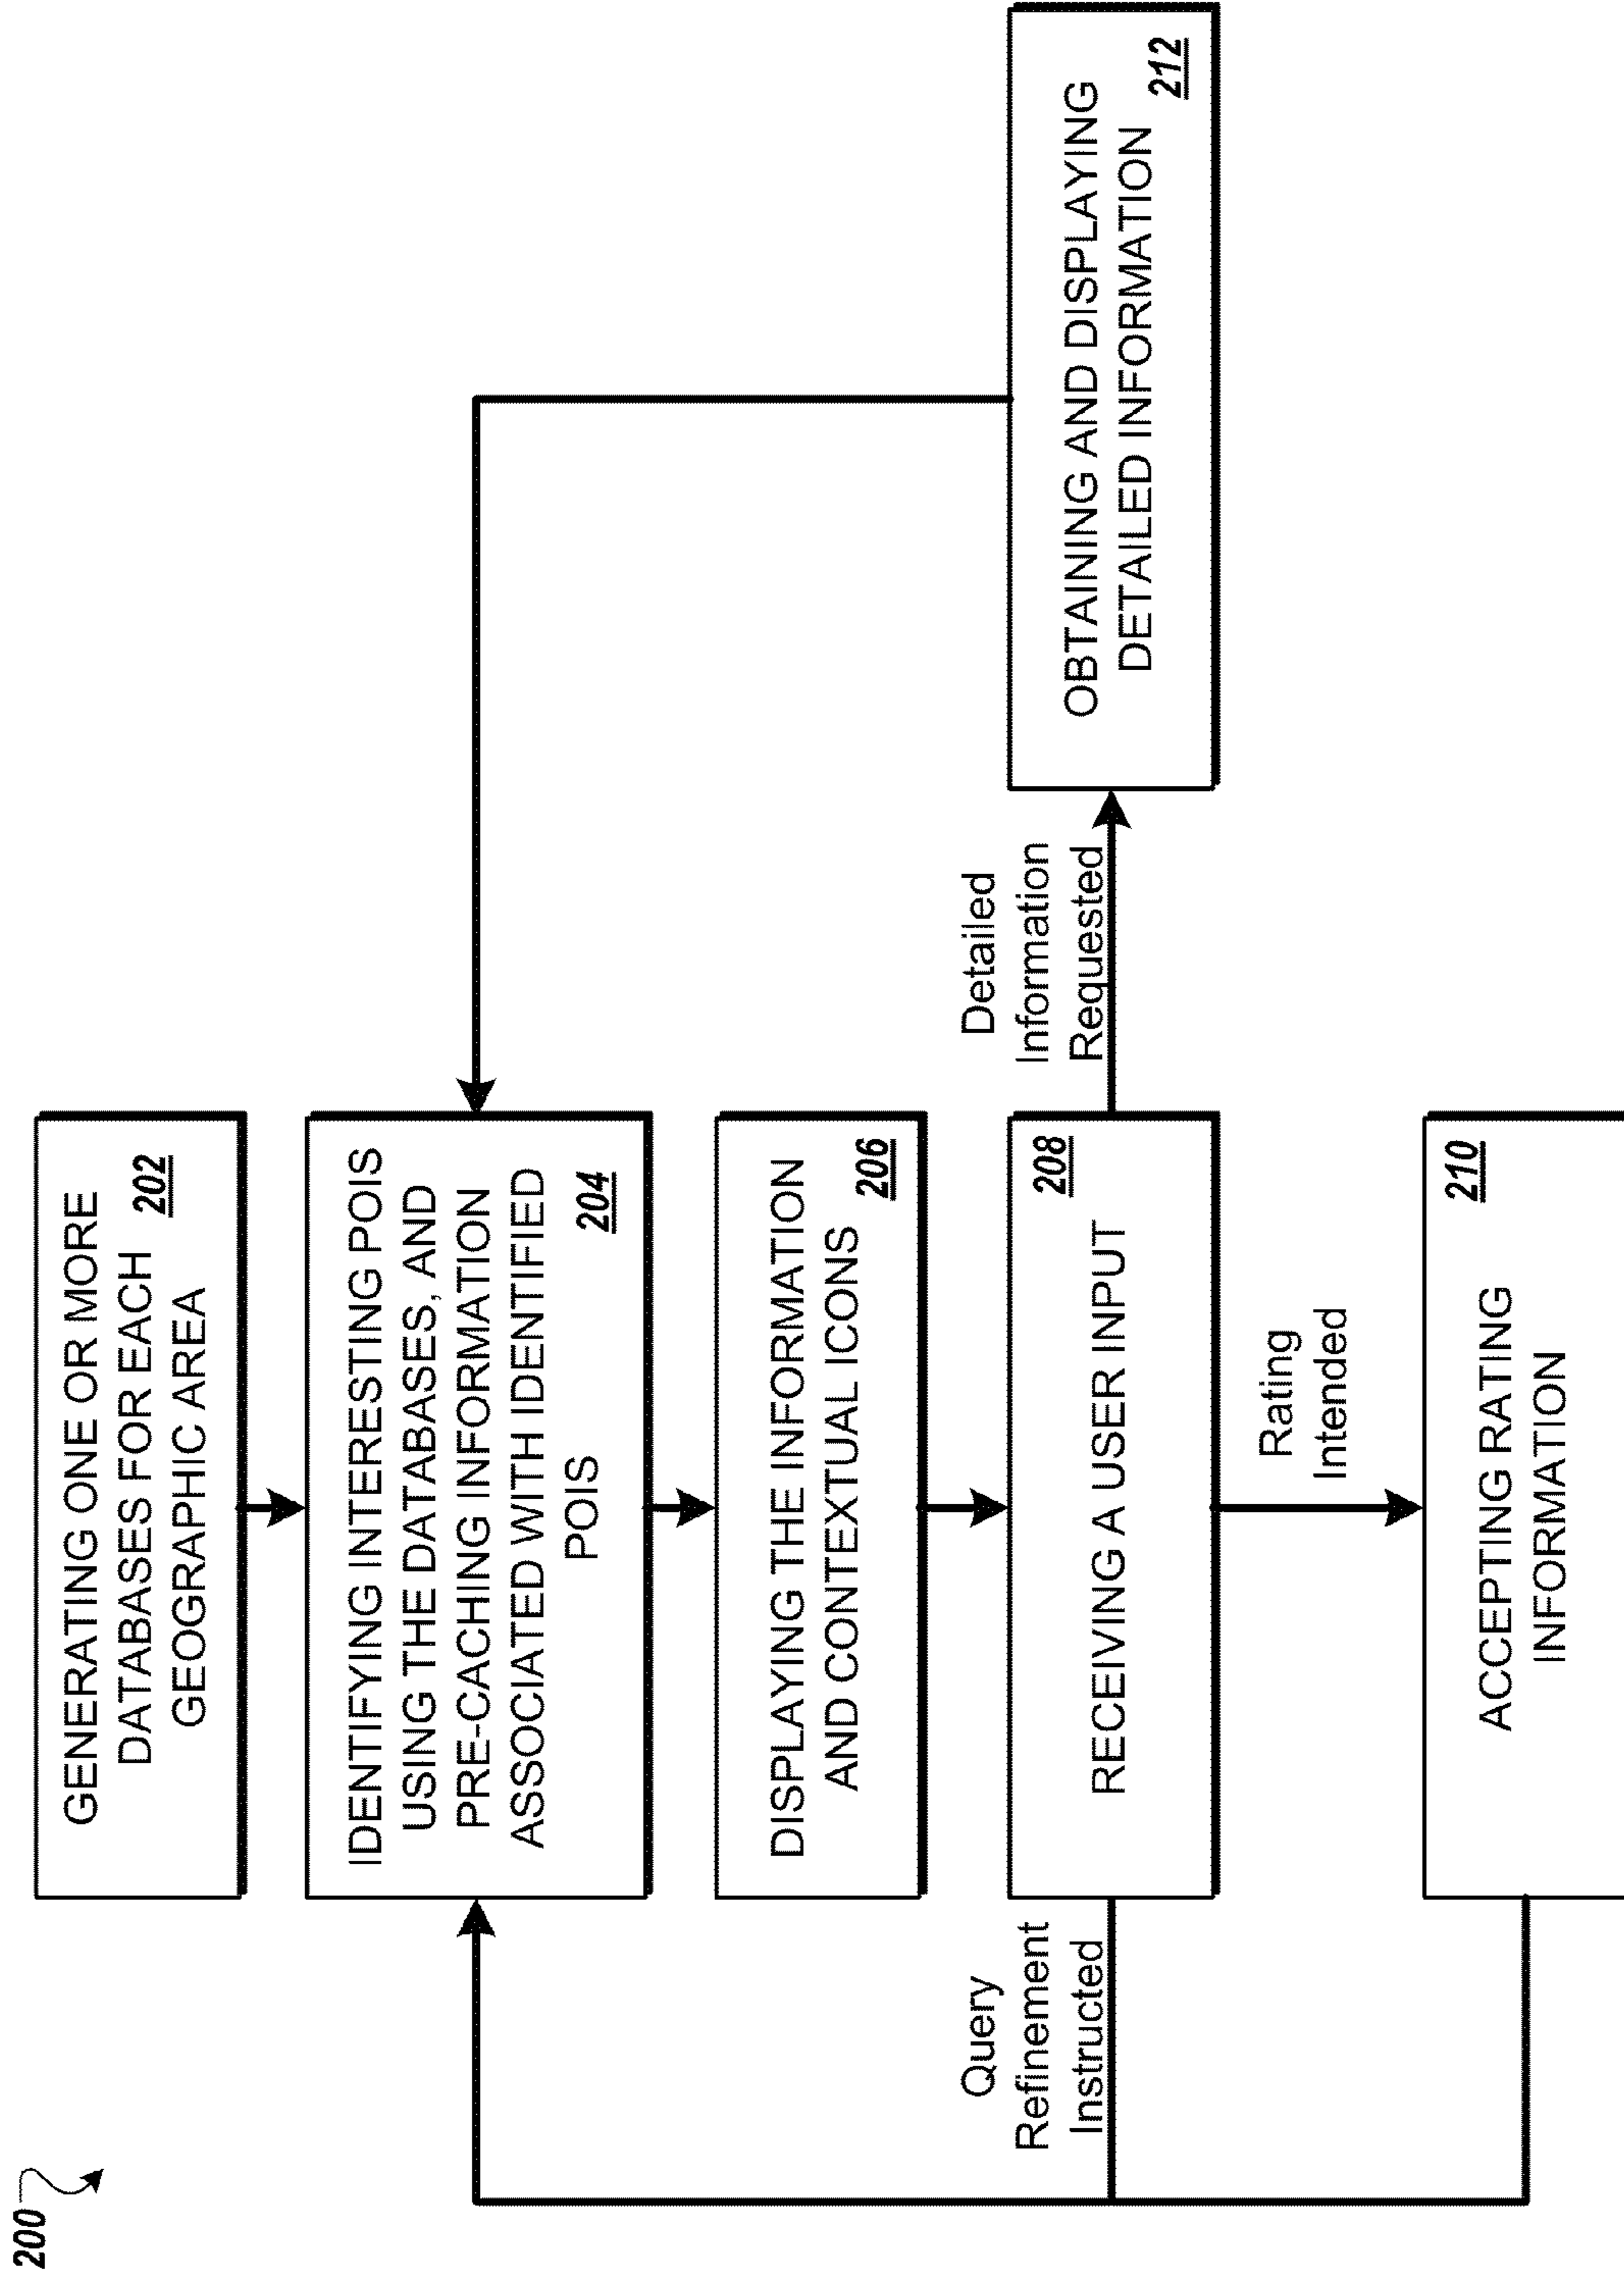 200
GENERATING ONE OR MORE
DATABASES FOR EACH
GEOGRAPHIC AREA
202
IDENTIFYING INTERESTING POIS
USING THE DATABASES, AND
PRE-CACHING INFORMATION
ASSOCIATED WITH IDENTIFIED
POIS
204
DISPLAYING THE INFORMATION
AND CONTEXTUAL ICONS
206
Query
Refinement
Instructed
RECEIVING A USER INPUT
208
Detailed
Information
Requested
OBTAINING AND DISPLAYING
DETAILED INFORMATION
212
Rating
Intended
ACCEPTING RATING
INFORMATION
210